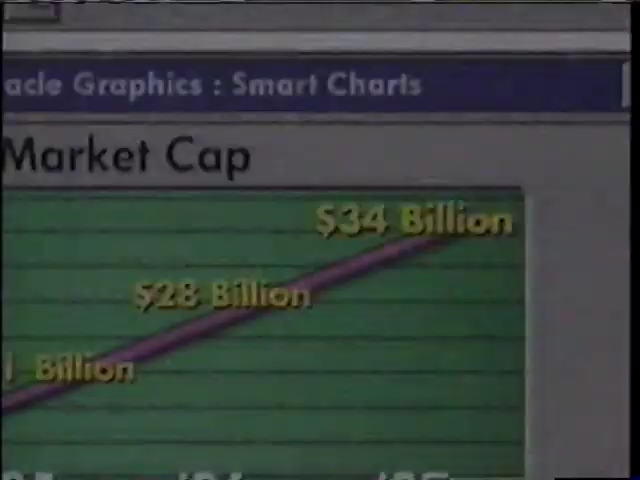 acle Graphics : Smart Charts
Market Cap
$34 Billion
$28 Billion
Billion